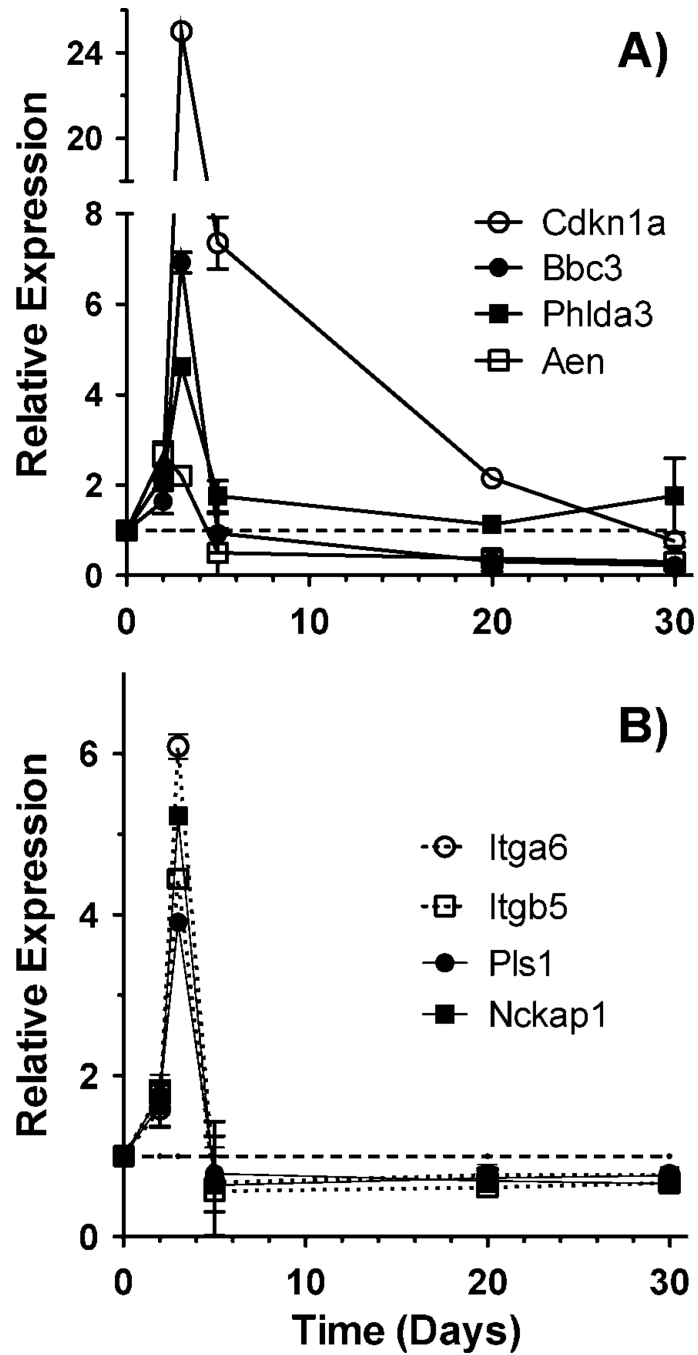 A)
Relative Expression
24
20
8
6
4
2
0
Cdkn1a
Bbc3
Phlda3
Aen
0 10 20 30
B)
Relative Expression
6
4
2
0
Itga6
Itgb5
Pls1
Nckap1
0 10 20 30
Time (Days)